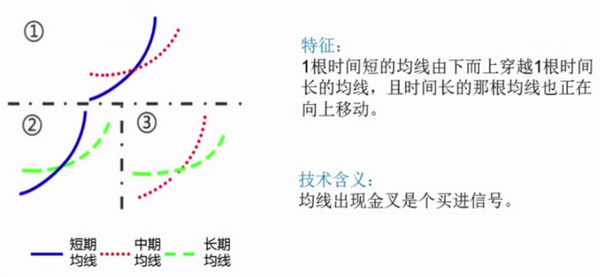 ①
特征：
1根时间短的均线由下而上穿越1根时间
长的均线，且时间长的那根均线也正在
向上移动。
②
③
技术含义：
均线出现金叉是个买进信号。
短期
均线
中期
均线
长期
均线